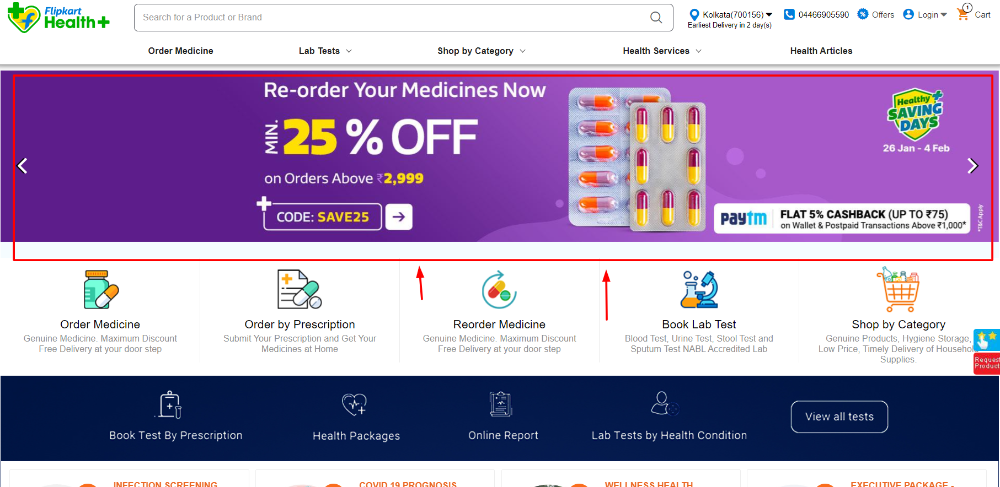 Flipkart
Health+
Search for a Product or Brand
Kolkata(700156)
Earliest Delivery in 2 day(s)
04466905590
Offers
Login
1
Cart
Order Medicine
Lab Tests
Shop by Category
Health Services
Health Articles
Re-order Your Medicines Now
MIN. 25% OFF
on Orders Above ₹2,999
CODE: SAVE25
Healthy
SAVING
DAYS
26 Jan - 4 Feb
paytm
FLAT 5% CASHBACK (UP TO ₹75)
on Wallet & Postpaid Transactions Above ₹1,000*
*T&C Apply
Order Medicine
Genuine Medicine. Maximum Discount
Free Delivery at your door step
Order by Prescription
Submit Your Prescription and Get Your
Medicines at Home
Reorder Medicine
Genuine Medicine. Maximum Discount
Free Delivery at your door step
Book Lab Test
Blood Test, Urine Test, Stool Test and
Sputum Test NABL Accredited Lab
Shop by Category
Genuine Products, Hygiene Storage,
Low Price, Timely Delivery of Household
Supplies.
Request
Product
Book Test By Prescription
Health Packages
Online Report
Lab Tests by Health Condition
View all tests
INFECTION SCREENING
COVID 19 PROGNOSIS
WELLNESS HEALTH
EXECUTIVE PACKAGE -